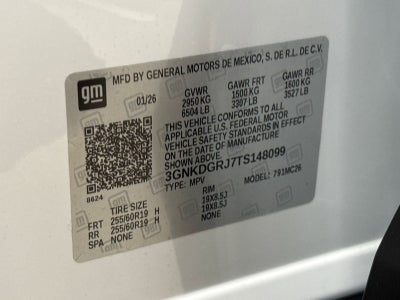 gm
MFD BY GENERAL MOTORS DE MEXICO, S. DE R.L. DE C.V.
01/26 GVWR GAWR FRT GAWR RR
2950 KG 1500 KG 1600 KG
6504 LB 3307 LB 3527 LB
THIS VEHICLE CONFORMS TO ALL
APPLICABLE U.S. FEDERAL MOTOR
VEHICLE SAFETY STANDARDS IN
EFFECT ON THE DATE OF MANUFACTURE
SHOWN ABOVE.
3GNKDGRJ7TS148099
8624 TYPE: MPV MODEL: 791MC26
TIRE SIZE RIM
FRT 255/60R19 H 19X8.5J
RR 255/60R19 H 19X8.5J
SPA NONE NONE